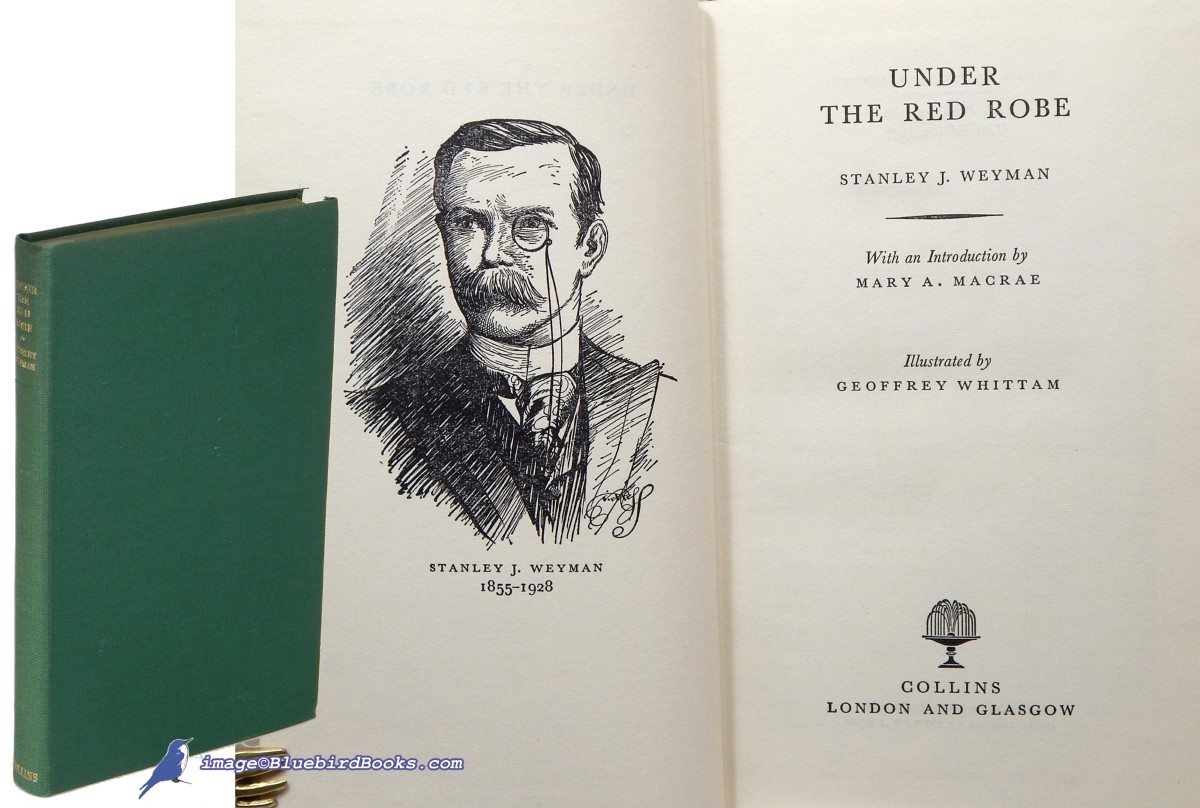 STANLEY J. WEYMAN
1855–1928
UNDER
THE RED ROBE
STANLEY J. WEYMAN
With an Introduction by
MARY A. MACRAE
Illustrated by
GEOFFREY WHITTAM
COLLINS
LONDON AND GLASGOW
image©BluebirdBooks.com